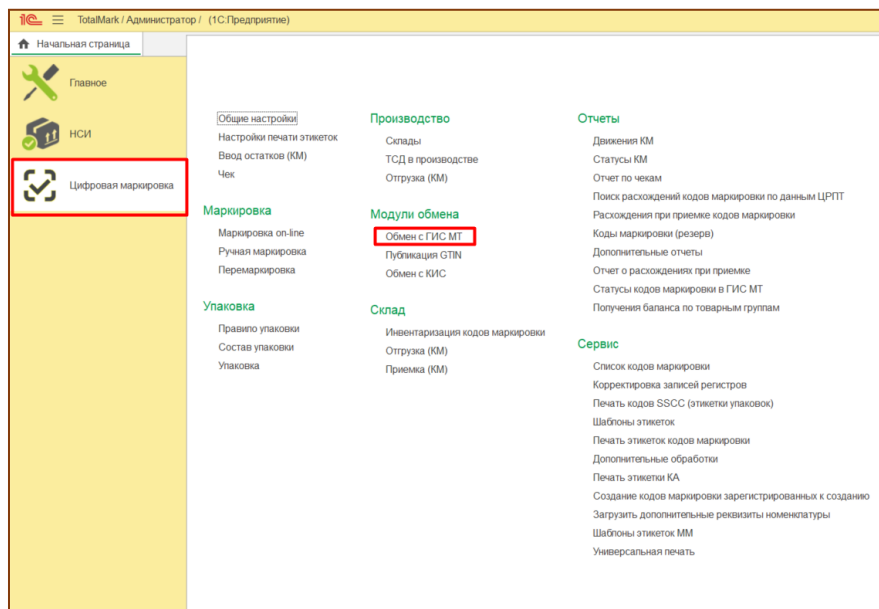 1С TotalMark / Администратор / (1С:Предприятие)
Начальная страница
Главное
НСИ
Цифровая маркировка
Общие настройки
Настройки печати этикеток
Ввод остатков (КМ)
Чек
Маркировка
Маркировка on-line
Ручная маркировка
Перемаркировка
Упаковка
Правило упаковки
Состав упаковки
Упаковка
Производство
Склады
ТСД в производстве
Отгрузка (КМ)
Модули обмена
Обмен с ГИС МТ
Публикация GTIN
Обмен с КИС
Склад
Инвентаризация кодов маркировки
Отгрузка (КМ)
Приемка (КМ)
Отчеты
Движения КМ
Статусы КМ
Отчет по чекам
Поиск расхождений кодов маркировки по данным ЦРПТ
Расхождения при приемке кодов маркировки
Коды маркировки (резерв)
Дополнительные отчеты
Отчет о расхождениях при приемке
Статусы кодов маркировки в ГИС МТ
Получения баланса по товарным группам
Сервис
Список кодов маркировки
Корректировка записей регистров
Печать кодов SSCC (этикетки упаковок)
Шаблоны этикеток
Печать этикеток кодов маркировки
Дополнительные обработки
Печать этикетки КА
Создание кодов маркировки зарегистрированных к созданию
Загрузить дополнительные реквизиты номенклатуры
Шаблоны этикеток ММ
Универсальная печать